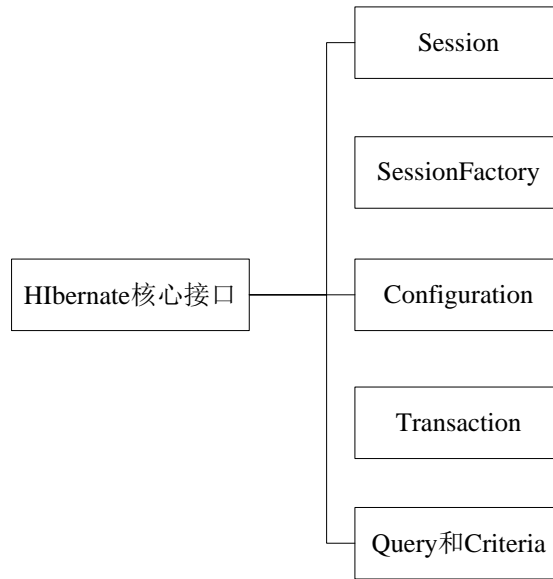 Session
SessionFactory
HIbernate核心接口
Configuration
Transaction
Query和Criteria